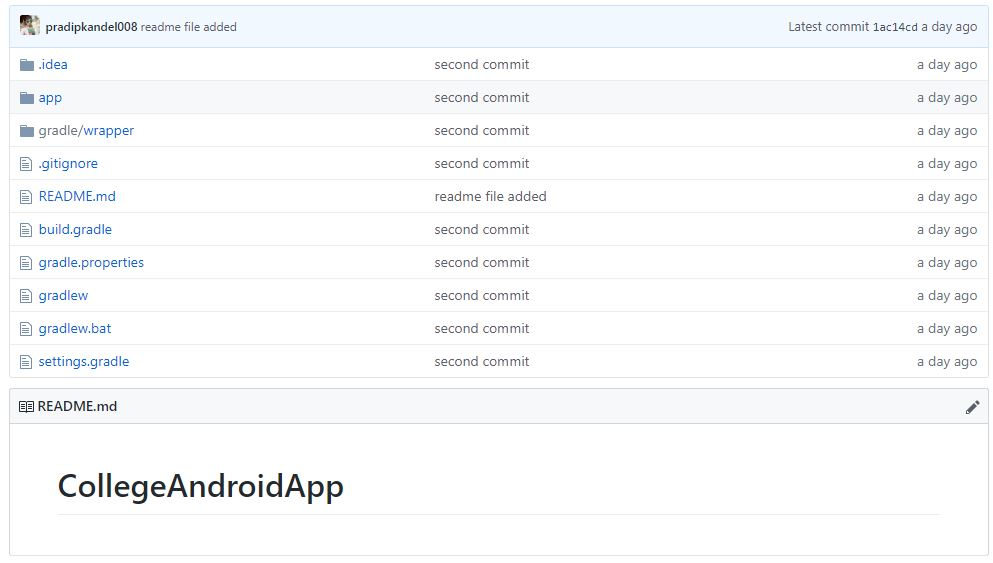 pradipkandel008 readme file added Latest commit 1ac14cd a day ago
.idea second commit a day ago
app second commit a day ago
gradle/wrapper second commit a day ago
.gitignore second commit a day ago
README.md readme file added a day ago
build.gradle second commit a day ago
gradle.properties second commit a day ago
gradlew second commit a day ago
gradlew.bat second commit a day ago
settings.gradle second commit a day ago
README.md
CollegeAndroidApp